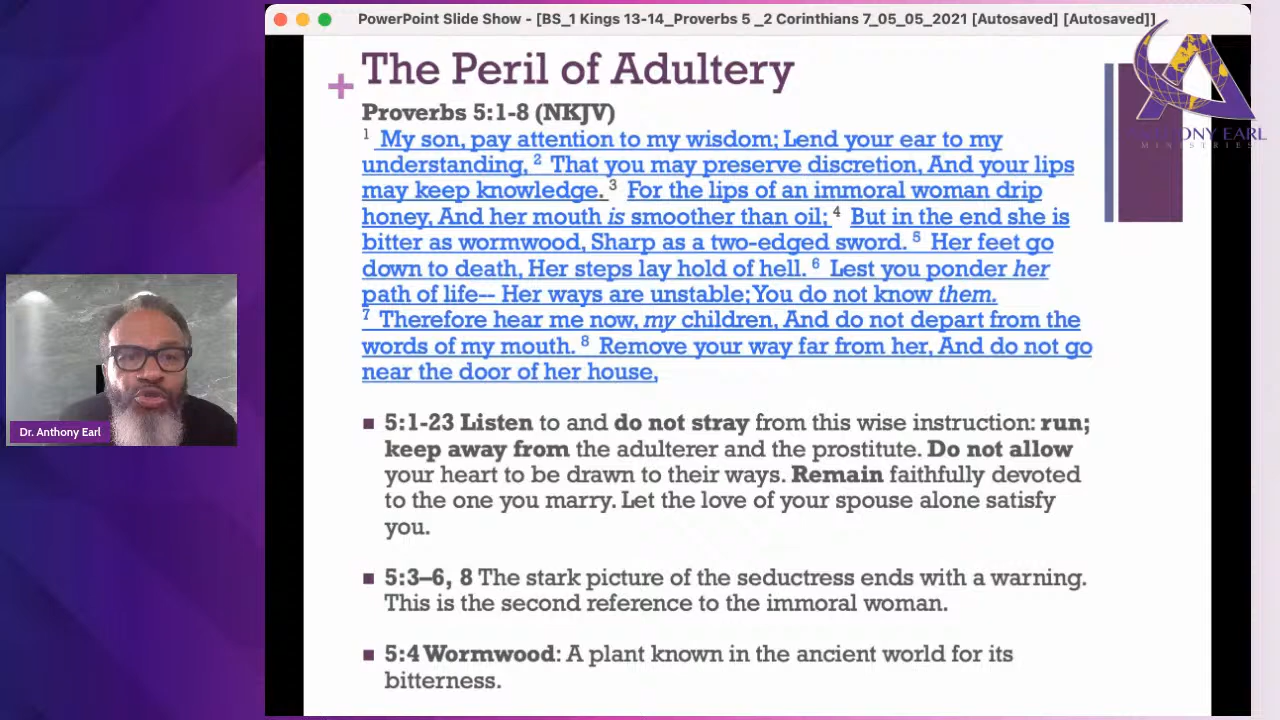 PowerPoint Slide Show - [BS_1 Kings 13-14_Proverbs 5 _2 Corinthians 7_05_05_2021 [Autosaved] [Autosaved]]
The Peril of Adultery
Proverbs 5:1-8 (NKJV)
1 My son, pay attention to my wisdom; Lend your ear to my
understanding, 2 That you may preserve discretion, And your lips
may keep knowledge. 3 For the lips of an immoral woman drip
honey, And her mouth is smoother than oil; 4 But in the end she is
bitter as wormwood, Sharp as a two-edged sword. 5 Her feet go
down to death, Her steps lay hold of hell. 6 Lest you ponder her
path of life-- Her ways are unstable; You do not know them.
7 Therefore hear me now, my children, And do not depart from the
words of my mouth. 8 Remove your way far from her, And do not go
near the door of her house,
■ 5:1-23 Listen to and do not stray from this wise instruction: run;
keep away from the adulterer and the prostitute. Do not allow
your heart to be drawn to their ways. Remain faithfully devoted
to the one you marry. Let the love of your spouse alone satisfy
you.
■ 5:3–6, 8 The stark picture of the seductress ends with a warning.
This is the second reference to the immoral woman.
■ 5:4 Wormwood: A plant known in the ancient world for its
bitterness.
Dr. Anthony Earl
ANTHONY EARL
MINISTRIES